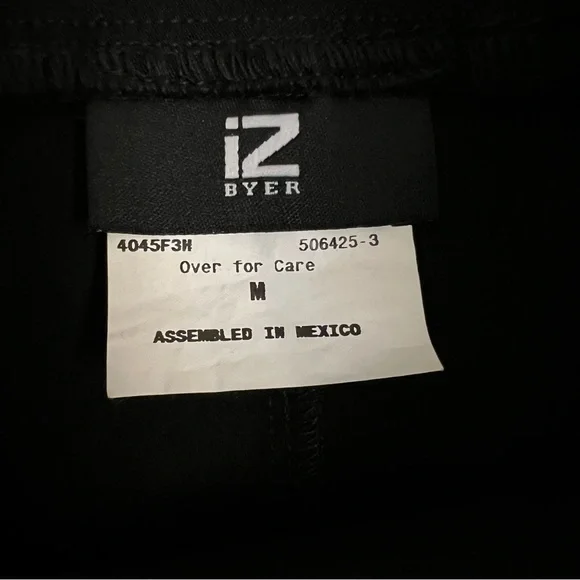 iZ
BYER
4045F3H 506425-3
Over for Care
M
ASSEMBLED IN MEXICO